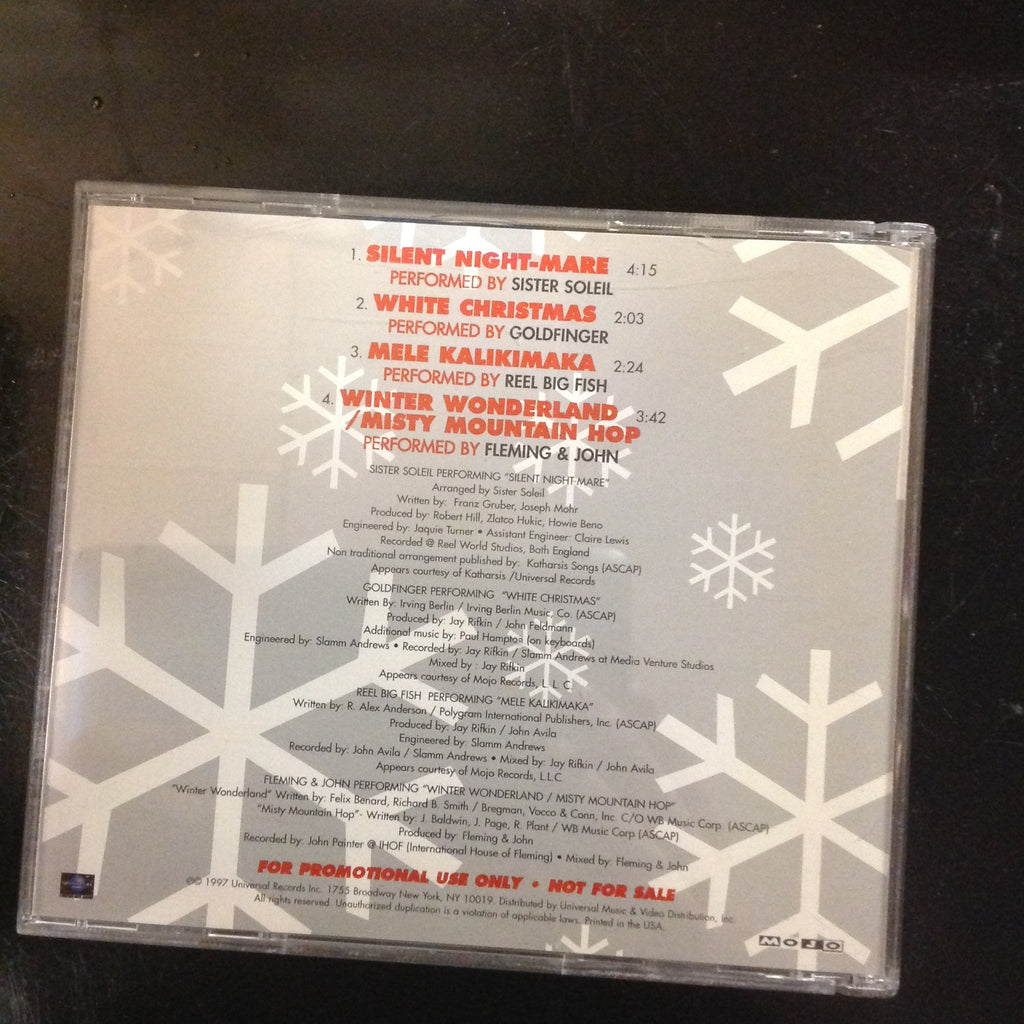 1. SILENT NIGHT-MARE 4:15
PERFORMED BY SISTER SOLEIL
2. WHITE CHRISTMAS 2:03
PERFORMED BY GOLDFINGER
3. MELE KALIKIMAKA 2:24
PERFORMED BY REEL BIG FISH
4. WINTER WONDERLAND 3:42
/MISTY MOUNTAIN HOP
PERFORMED BY FLEMING & JOHN
SISTER SOLEIL PERFORMING "SILENT NIGHT-MARE"
Arranged by Sister Soleil
Written by: Franz Gruber, Joseph Mohr
Produced by: Robert Hill, Zlatco Hukic, Howie Beno
Engineered by: Jaquie Turner • Assistant Engineer: Claire Lewis
Recorded @ Reel World Studios, Bath England
Non traditional arrangement published by: Katharsis Songs (ASCAP)
Appears courtesy of Katharsis /Universal Records
GOLDFINGER PERFORMING "WHITE CHRISTMAS"
Written By: Irving Berlin / Irving Berlin Music, Co. (ASCAP)
Produced by: Jay Rifkin / John Feldmann
Additional music by: Paul Hampton (on keyboards)
Engineered by: Slamm Andrews • Recorded by: Jay Rifkin / Slamm Andrews at Media Venture Studios
Mixed by : Jay Rifkin
Appears courtesy of Mojo Records, L.L.C.
REEL BIG FISH PERFORMING "MELE KALIKIMAKA"
Written by: R. Alex Anderson / Polygram International Publishers, Inc. (ASCAP)
Produced by: Jay Rifkin / John Avila
Engineered by: Slamm Andrews
Recorded by: John Avila / Slamm Andrews • Mixed by: Jay Rifkin / John Avila
Appears courtesy of Mojo Records, L.L.C.
FLEMING & JOHN PERFORMING "WINTER WONDERLAND / MISTY MOUNTAIN HOP"
"Winter Wonderland" Written by: Felix Benard, Richard B. Smith / Bregman, Vocco & Conn, Inc. C/O WB Music Corp. (ASCAP)
"Misty Mountain Hop"- Written by: J. Baldwin, J. Page, R. Plant / WB Music Corp (ASCAP)
Produced by: Fleming & John
Recorded by: John Painter @ IHOF (International House of Fleming) • Mixed by: Fleming & John
FOR PROMOTIONAL USE ONLY • NOT FOR SALE
℗© 1997 Universal Records Inc. 1755 Broadway New York, NY 10019. Distributed by Universal Music & Video Distribution, Inc.
All rights reserved. Unauthorized duplication is a violation of applicable laws. Printed in the USA.
MOJO